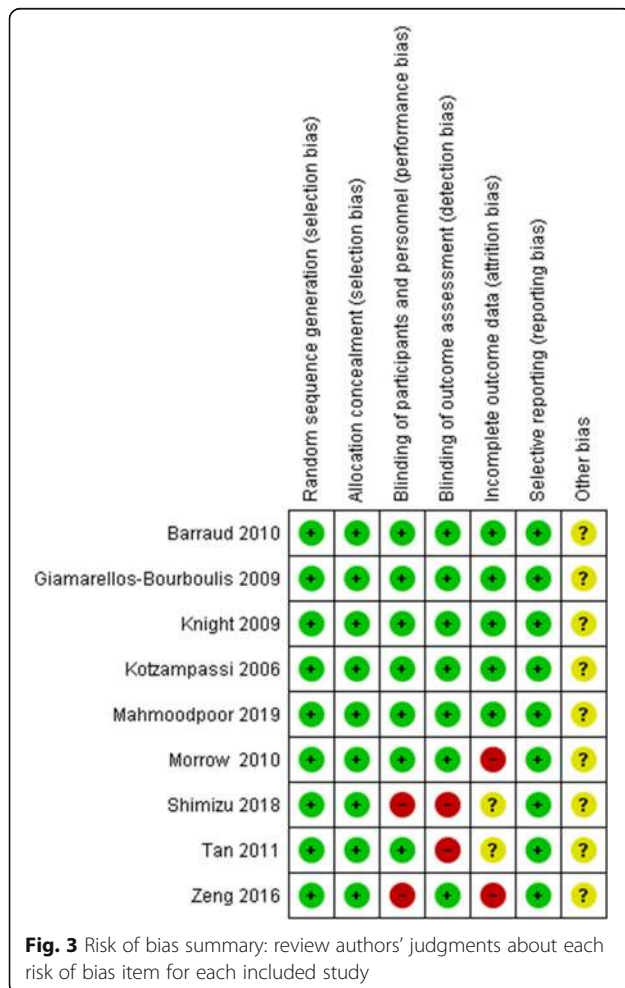 Random sequence generation (selection bias)
Allocation concealment (selection bias)
Blinding of participants and personnel (performance bias)
Blinding of outcome assessment (detection bias)
Incomplete outcome data (attrition bias)
Selective reporting (reporting bias)
Other bias
Barraud 2010 + + + + + + ?
Giamarellos-Bourboulis 2009 + + + + + + ?
Knight 2009 + + + + + + ?
Kotzampassi 2006 + + + + + + ?
Mahmoodpoor 2019 + + + + + + ?
Morrow 2010 + + + + - + ?
Shimizu 2018 + + - - ? + ?
Tan 2011 + + + - ? + ?
Zeng 2016 + + - + - + ?
Fig. 3 Risk of bias summary: review authors' judgments about each
risk of bias item for each included study